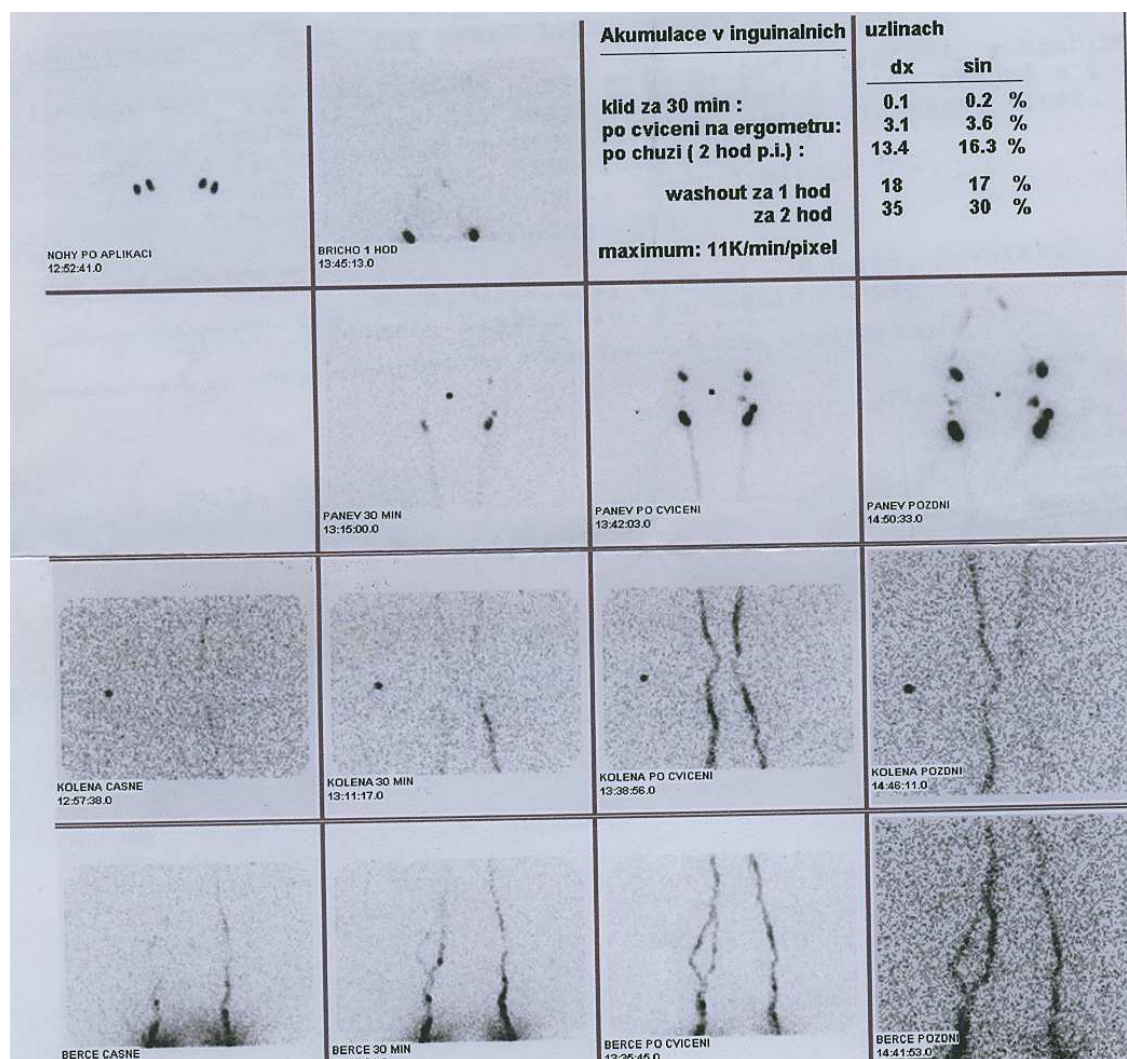 Akumulace v inguinalnich uzlinach
dx sin
klid za 30 min : 0.1 0.2 %
po cviceni na ergometru: 3.1 3.6 %
po chuzi ( 2 hod p.i.) : 13.4 16.3 %
washout za 1 hod 18 17 %
za 2 hod 35 30 %
maximum: 11K/min/pixel
NOHY PO APLIKACI
12:52:41.0
BRICHO 1 HOD
13:45:13.0
PANEV 30 MIN
13:15:00.0
PANEV PO CVICENI
13:42:03.0
PANEV POZDNI
14:50:33.0
KOLENA CASNE
12:57:38.0
KOLENA 30 MIN
13:11:17.0
KOLENA PO CVICENI
13:38:56.0
KOLENA POZDNI
14:46:11.0
BERCE CASNE
BERCE 30 MIN
BERCE PO CVICENI
13:35:45.0
BERCE POZDNI
14:41:53.0